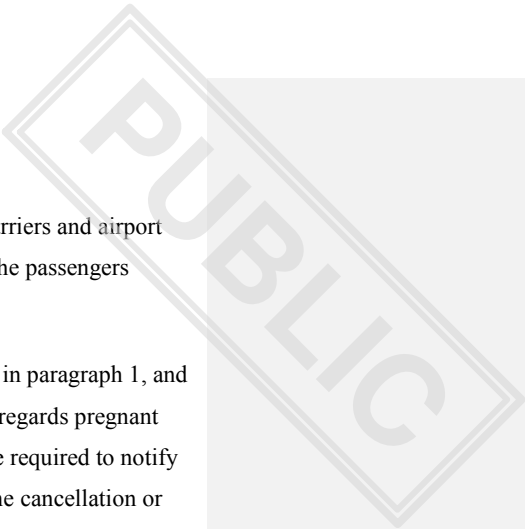 PUBLIC
rriers and airport
he passengers
in paragraph 1, and
regards pregnant
e required to notify
he cancellation or